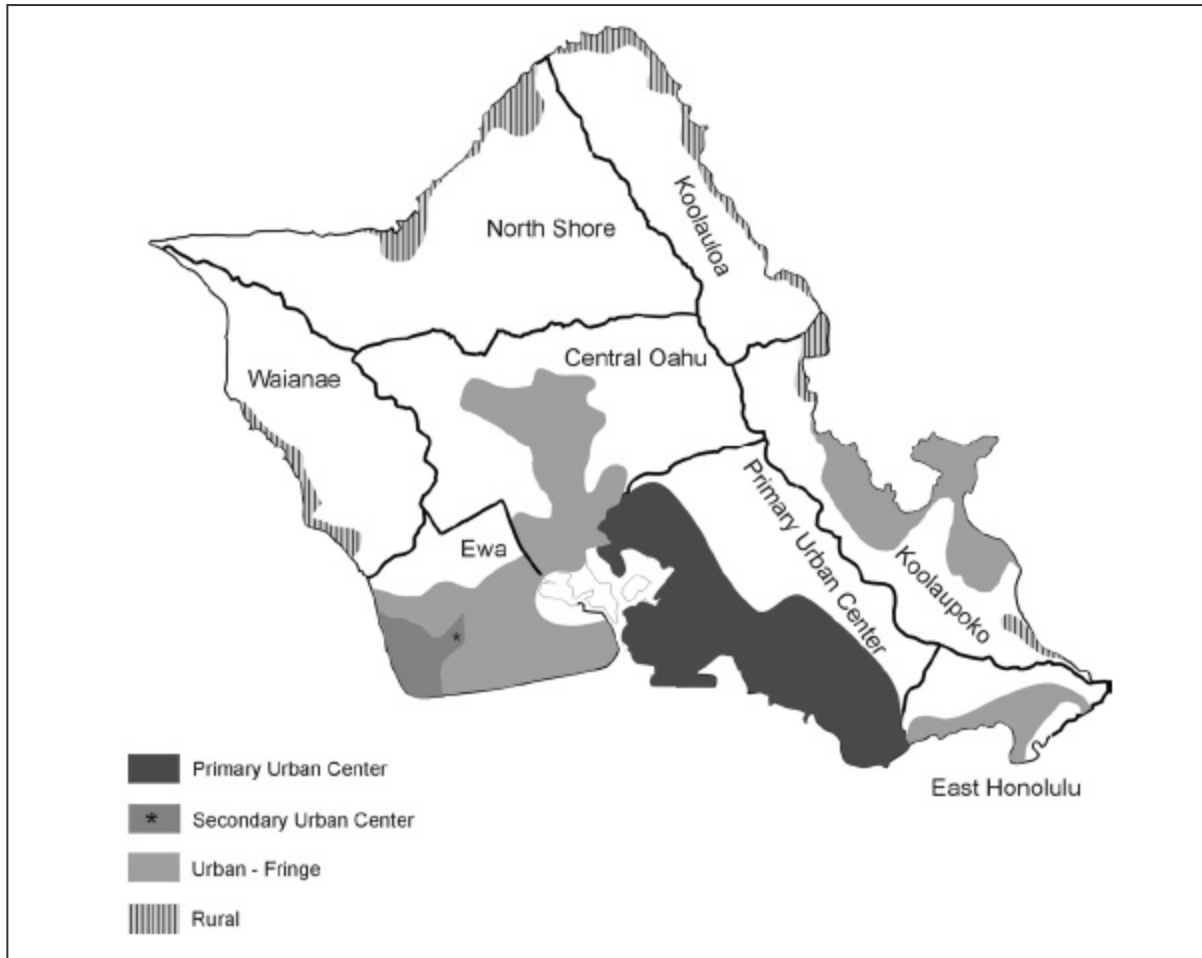 North Shore
Koolauloa
Central Oahu
Waianae
Primary Urban Center
Ewa
Koolaupoko
East Honolulu
Primary Urban Center
* Secondary Urban Center
Urban - Fringe
Rural
*